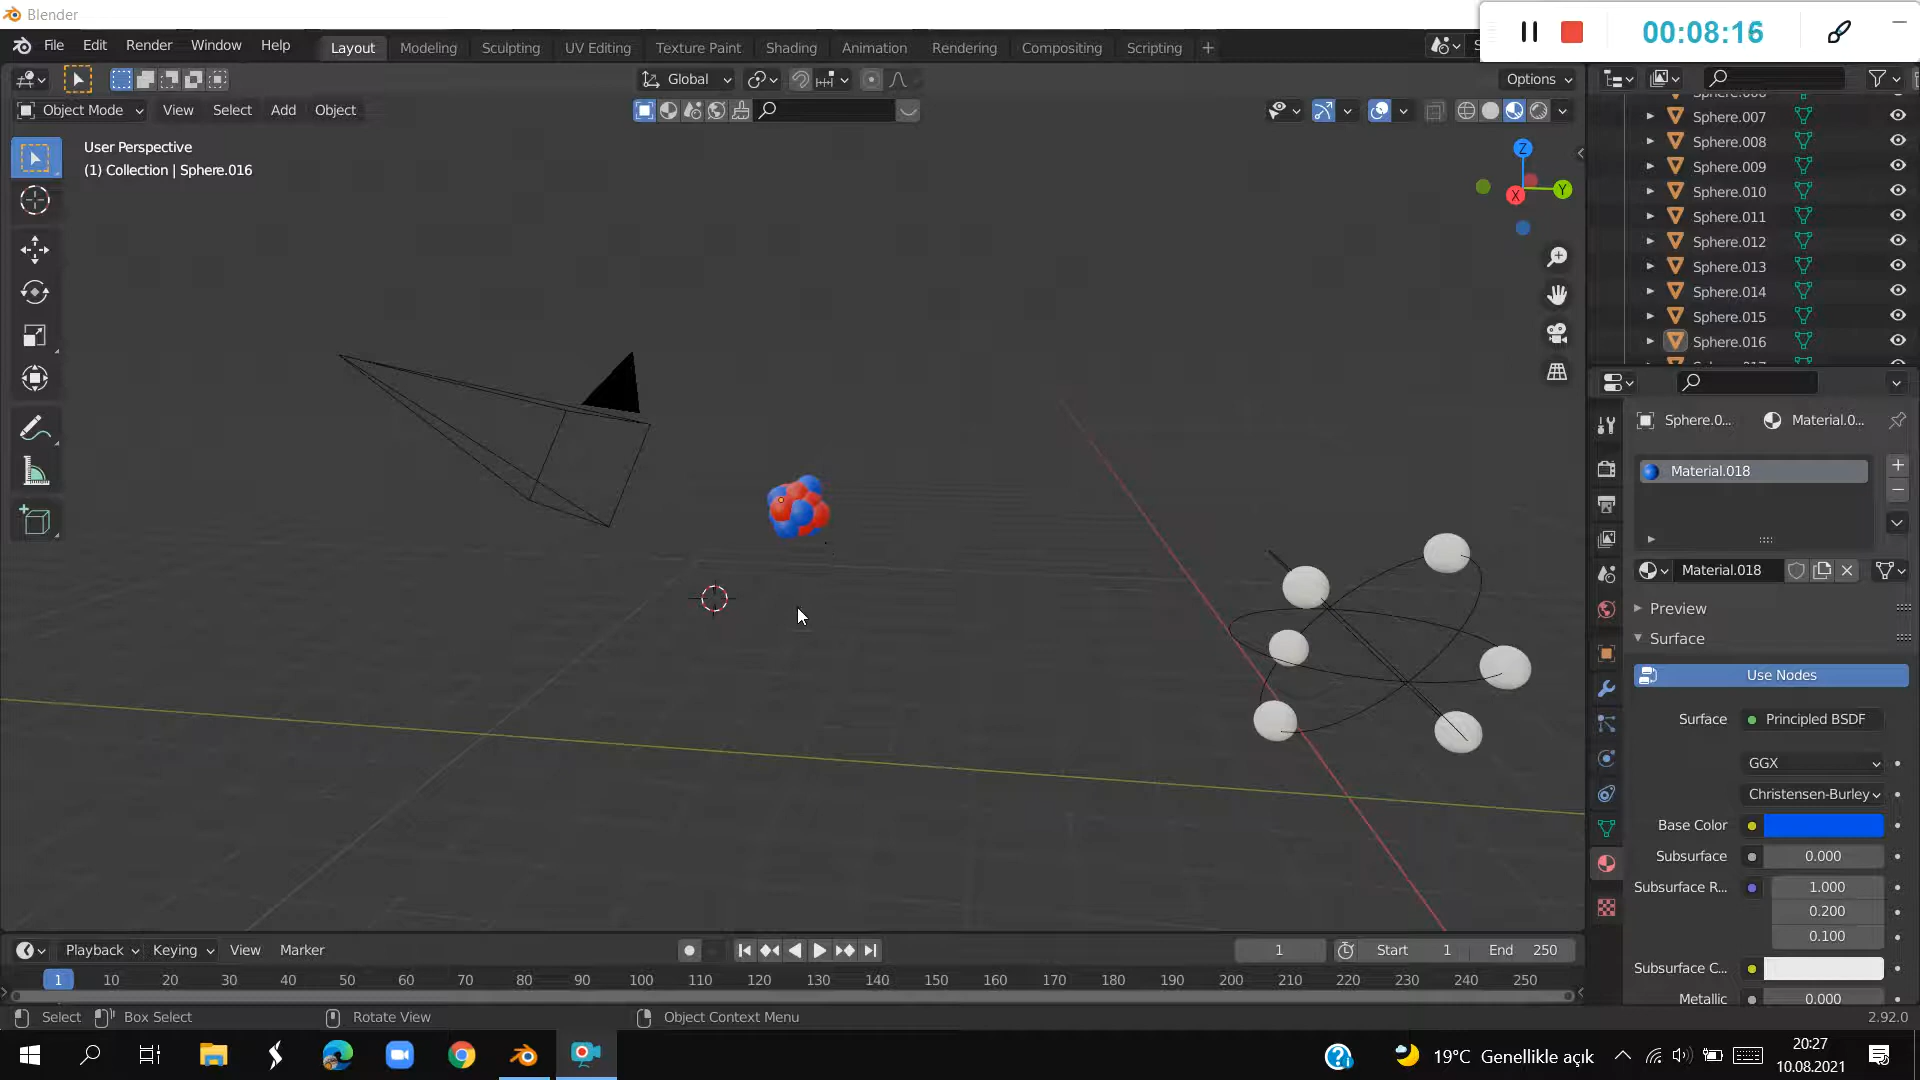 Blender
00:08:16
File Edit Render Window Help
Layout Modeling Sculpting UV Editing Texture Paint Shading Animation Rendering Compositing Scripting +
Global
Options
Object Mode View Select Add Object
User Perspective
(1) Collection | Sphere.016
Z
Y
X
Sphere.007
Sphere.008
Sphere.009
Sphere.010
Sphere.011
Sphere.012
Sphere.013
Sphere.014
Sphere.015
Sphere.016
Sphere.0... Material.0...
Material.018
Material.018
Preview
Surface
Use Nodes
Surface Principled BSDF
GGX
Christensen-Burley
Base Color
Subsurface 0.000
Subsurface R... 1.000
0.200
0.100
Subsurface C...
Metallic 0.000
Playback Keying View Marker
1 Start 1 End 250
1 10 20 30 40 50 60 70 80 90 100 110 120 130 140 150 160 170 180 190 200 210 220 230 240 250
Select Box Select Rotate View Object Context Menu 2.92.0
19°C Genellikle açık
20:27
10.08.2021